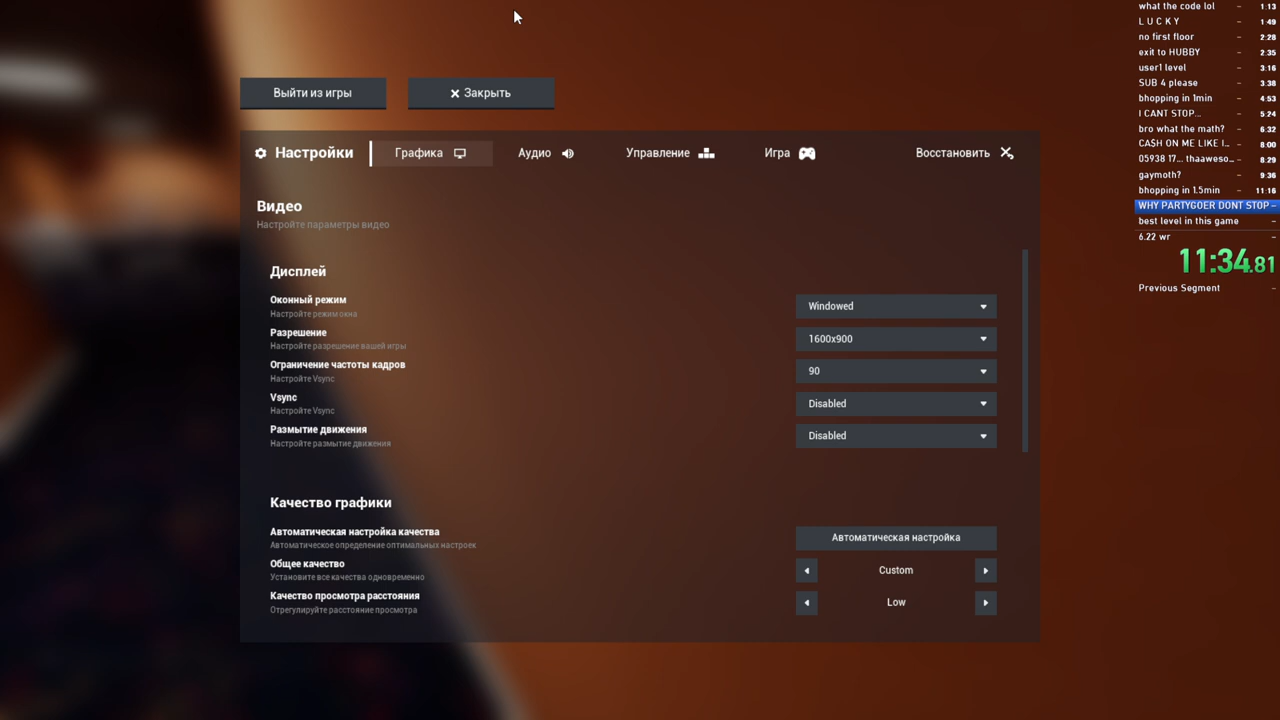 Выйти из игры
Закрыть
Настройки
Графика
Аудио
Управление
Игра
Восстановить
Видео
Настройте параметры видео
Дисплей
Оконный режим
Настройте режим окна
Windowed
Разрешение
Настройте разрешение вашей игры
1600x900
Ограничение частоты кадров
Настройте Vsync
90
Vsync
Настройте Vsync
Disabled
Размытие движения
Настройте размытие движения
Disabled
Качество графики
Автоматическая настройка качества
Автоматическое определение оптимальных настроек
Автоматическая настройка
Общее качество
Установите все качества одновременно
Custom
Качество просмотра расстояния
Отрегулируйте расстояние просмотра
Low
what the code lol – 1:13
L U C K Y – 1:49
no first floor – 2:28
exit to HUBBY – 2:35
user1 level – 3:16
SUB 4 please – 3:38
bhopping in 1min – 4:53
I CANT STOP... – 5:24
bro what the math? – 6:32
CASH ON ME LIKE I... – 8:00
05938 17... thaaweso... – 8:29
gaymoth? – 9:36
bhopping in 1.5min – 11:16
WHY PARTYGOER DONT STOP –
best level in this game –
6.22 wr –
11:34.81
Previous Segment –